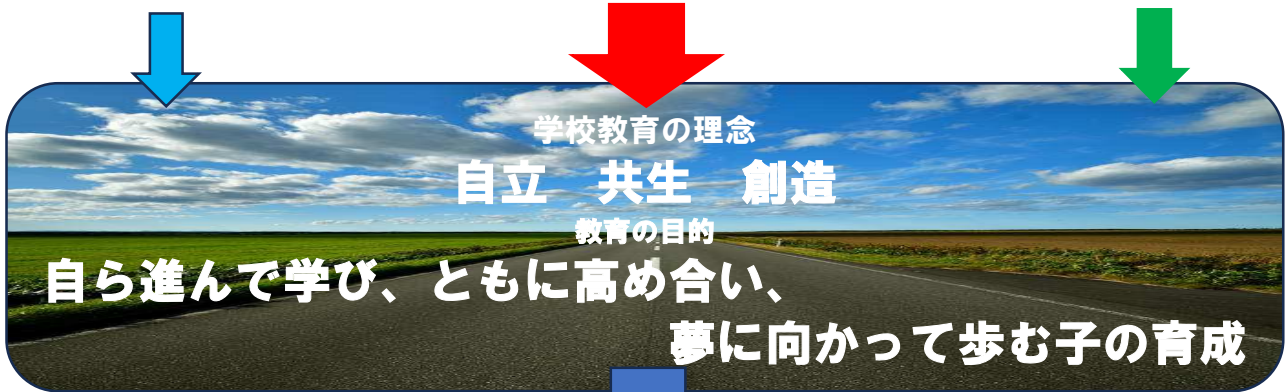 学校教育の理念
自立　共生　創造
教育の目的
自ら進んで学び、ともに高め合い、
夢に向かって歩む子の育成